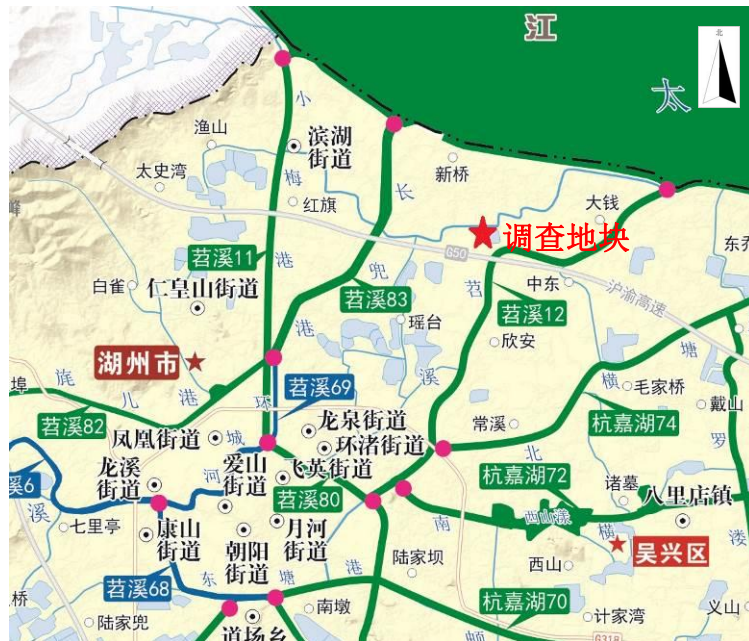 江
北
太
小
渔山
滨湖
街道
长
新桥
太史湾
梅
红旗
大钱
调查地块
东乔
峰
港
G50
苕溪11
兜
苕
中东
沪渝高速
白雀
仁皇山街道
苕溪83
苕溪12
瑶台
港
欣安
塘
湖州市
溪
横
毛家桥
埠
旄
儿
港
环
苕溪69
戴山
苕溪82
龙泉街道
常溪
杭嘉湖74
凤凰街道
城
环渚街道
罗
龙溪
街道
河
爱山
街道
飞英街道
北
杭嘉湖72
苕溪80
诸墓
八里店镇
溪6
溪
七里亭
康山
街道
月河
街道
朝阳
街道
南
西山漾
横
溇
陆家坝
西山
吴兴区
苕溪68
东
塘
港
杭嘉湖70
桥
陆家兜
南墩
计家湾
义山
道场乡
頔
G318